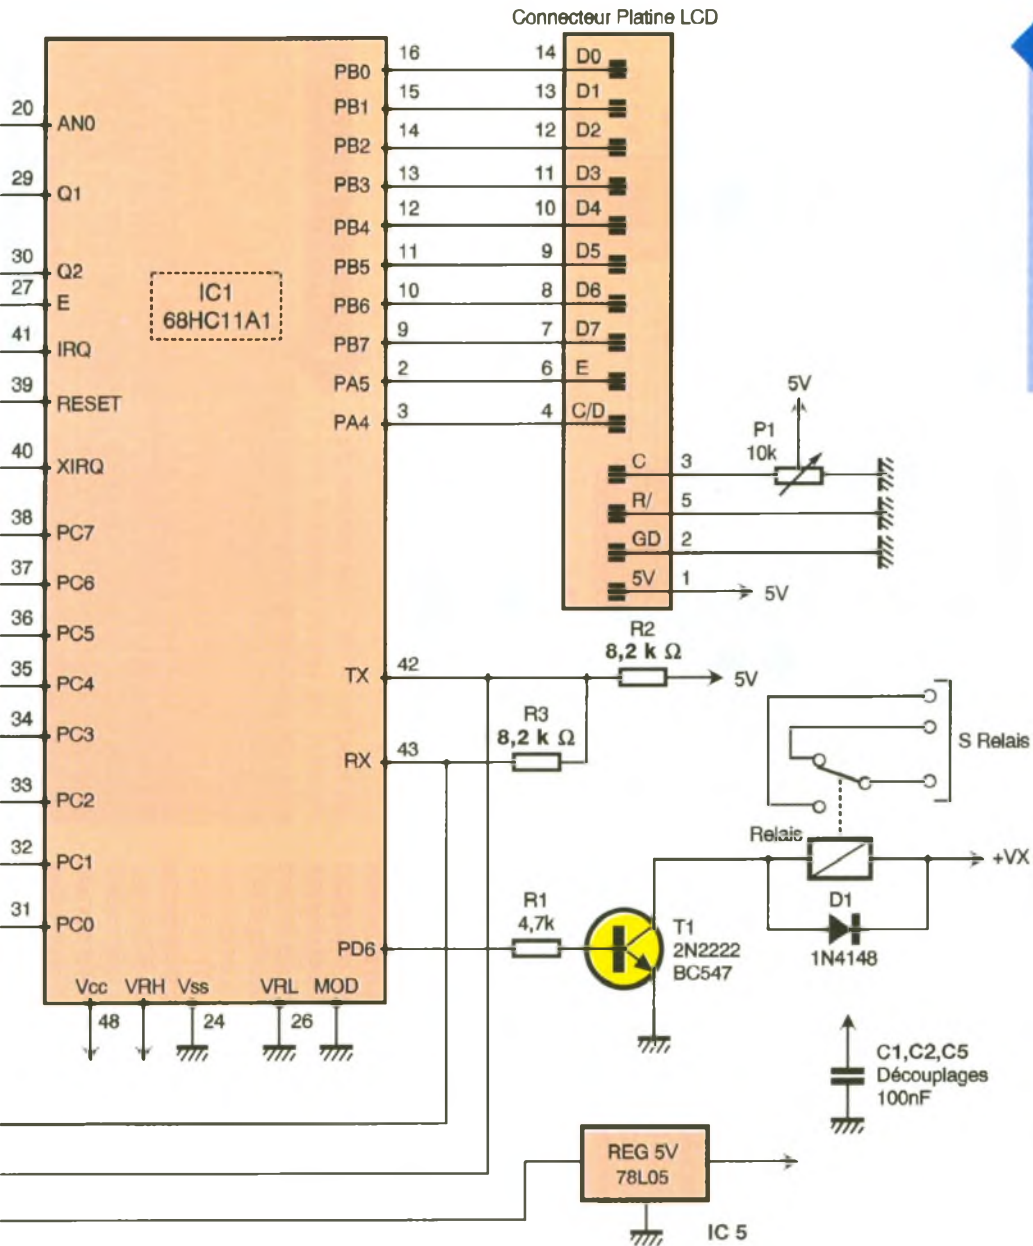 Connecteur Platine LCD
PB0 16 14 D0
PB1 15 13 D1
20 AN0
PB2 14 12 D2
29 Q1
PB3 13 11 D3
PB4 12 10 D4
30 Q2
PB5 11 9 D5
27 E
IC1
68HC11A1
PB6 10 8 D6
41 IRQ
PB7 9 7 D7
PA5 2 6 E
39 RESET
PA4 3 4 C/D
5V
P1
10k
40 XIRQ
C 3
R/ 5
38 PC7
GD 2
37 PC6
5V 1 5V
36 PC5
R2
8,2 k Ω
TX 42
5V
35 PC4
R3
8,2 k Ω
34 PC3
S Relais
RX 43
33 PC2
Relais
32 PC1
+VX
R1
4,7k
D1
1N4148
31 PC0
T1
2N2222
BC547
PD6
Vcc VRH Vss VRL MOD
48 24 26
C1,C2,C5
Découplages
100nF
REG 5V
78L05
IC 5